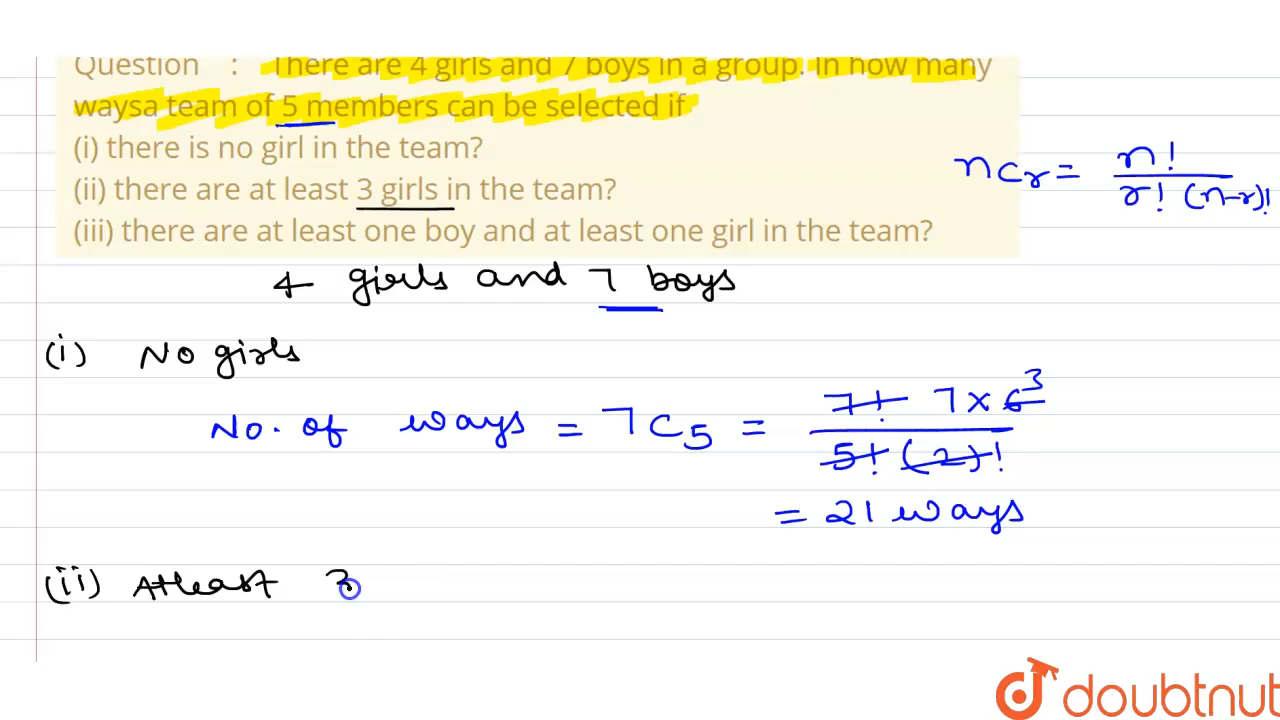 Question : There are 4 girls and 7 boys in a group. In how many
waysa team of 5 members can be selected if
(i) there is no girl in the team?
(ii) there are at least 3 girls in the team?
(iii) there are at least one boy and at least one girl in the team?
nCr = n! / r! (n-r)!
4 girls and 7 boys
(i) No girls
No. of ways = 7C5 = 7! 7×6 3 / 5! (2)!
= 21 ways
(ii) Atleast 3
doubtnut